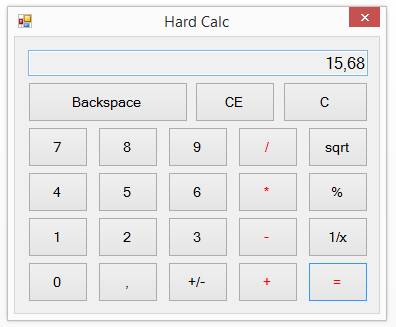 Hard Calc
15,68
Backspace CE C
7 8 9 / sqrt
4 5 6 * %
1 2 3 - 1/x
0 , +/- + =